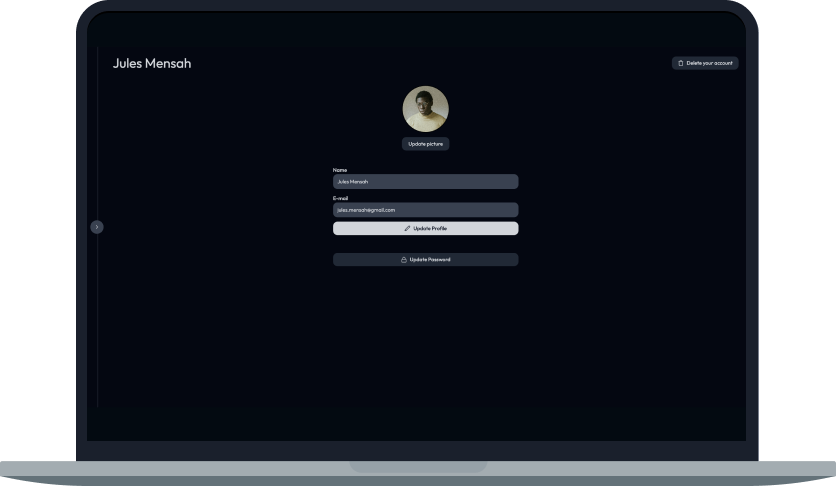 Jules Mensah
Delete your account
Update picture
Name
Jules Mensah
E-mail
jules.mensah@gmail.com
Update Profile
Update Password